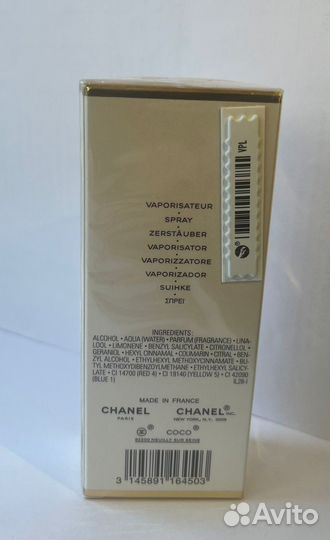 VAPORISATEUR
SPRAY
ZERSTÄUBER
VAPORISATOR
VAPORIZZATORE
VAPORIZADOR
SUIHKE
ΣΠΡΕΪ
VPL
INGREDIENTS:
ALCOHOL • AQUA (WATER) • PARFUM (FRAGRANCE) • LINA-
LOOL • LIMONENE • BENZYL SALICYLATE • CITRONELLOL •
GERANIOL • HEXYL CINNAMAL • COUMARIN • CITRAL • BEN-
ZYL ALCOHOL • ETHYLHEXYL METHOXYCINNAMATE • BU-
TYL METHOXYDIBENZOYLMETHANE • ETHYLHEXYL SALICY-
LATE • CI 14700 (RED 4) • CI 19140 (YELLOW 5) • CI 42090
(BLUE 1) IL28-I
MADE IN FRANCE
CHANEL CHANEL® INC.
PARIS NEW YORK, N.Y. 10019
COCO®
92200 NEUILLY SUR SEINE
3 145891 164503
Avito